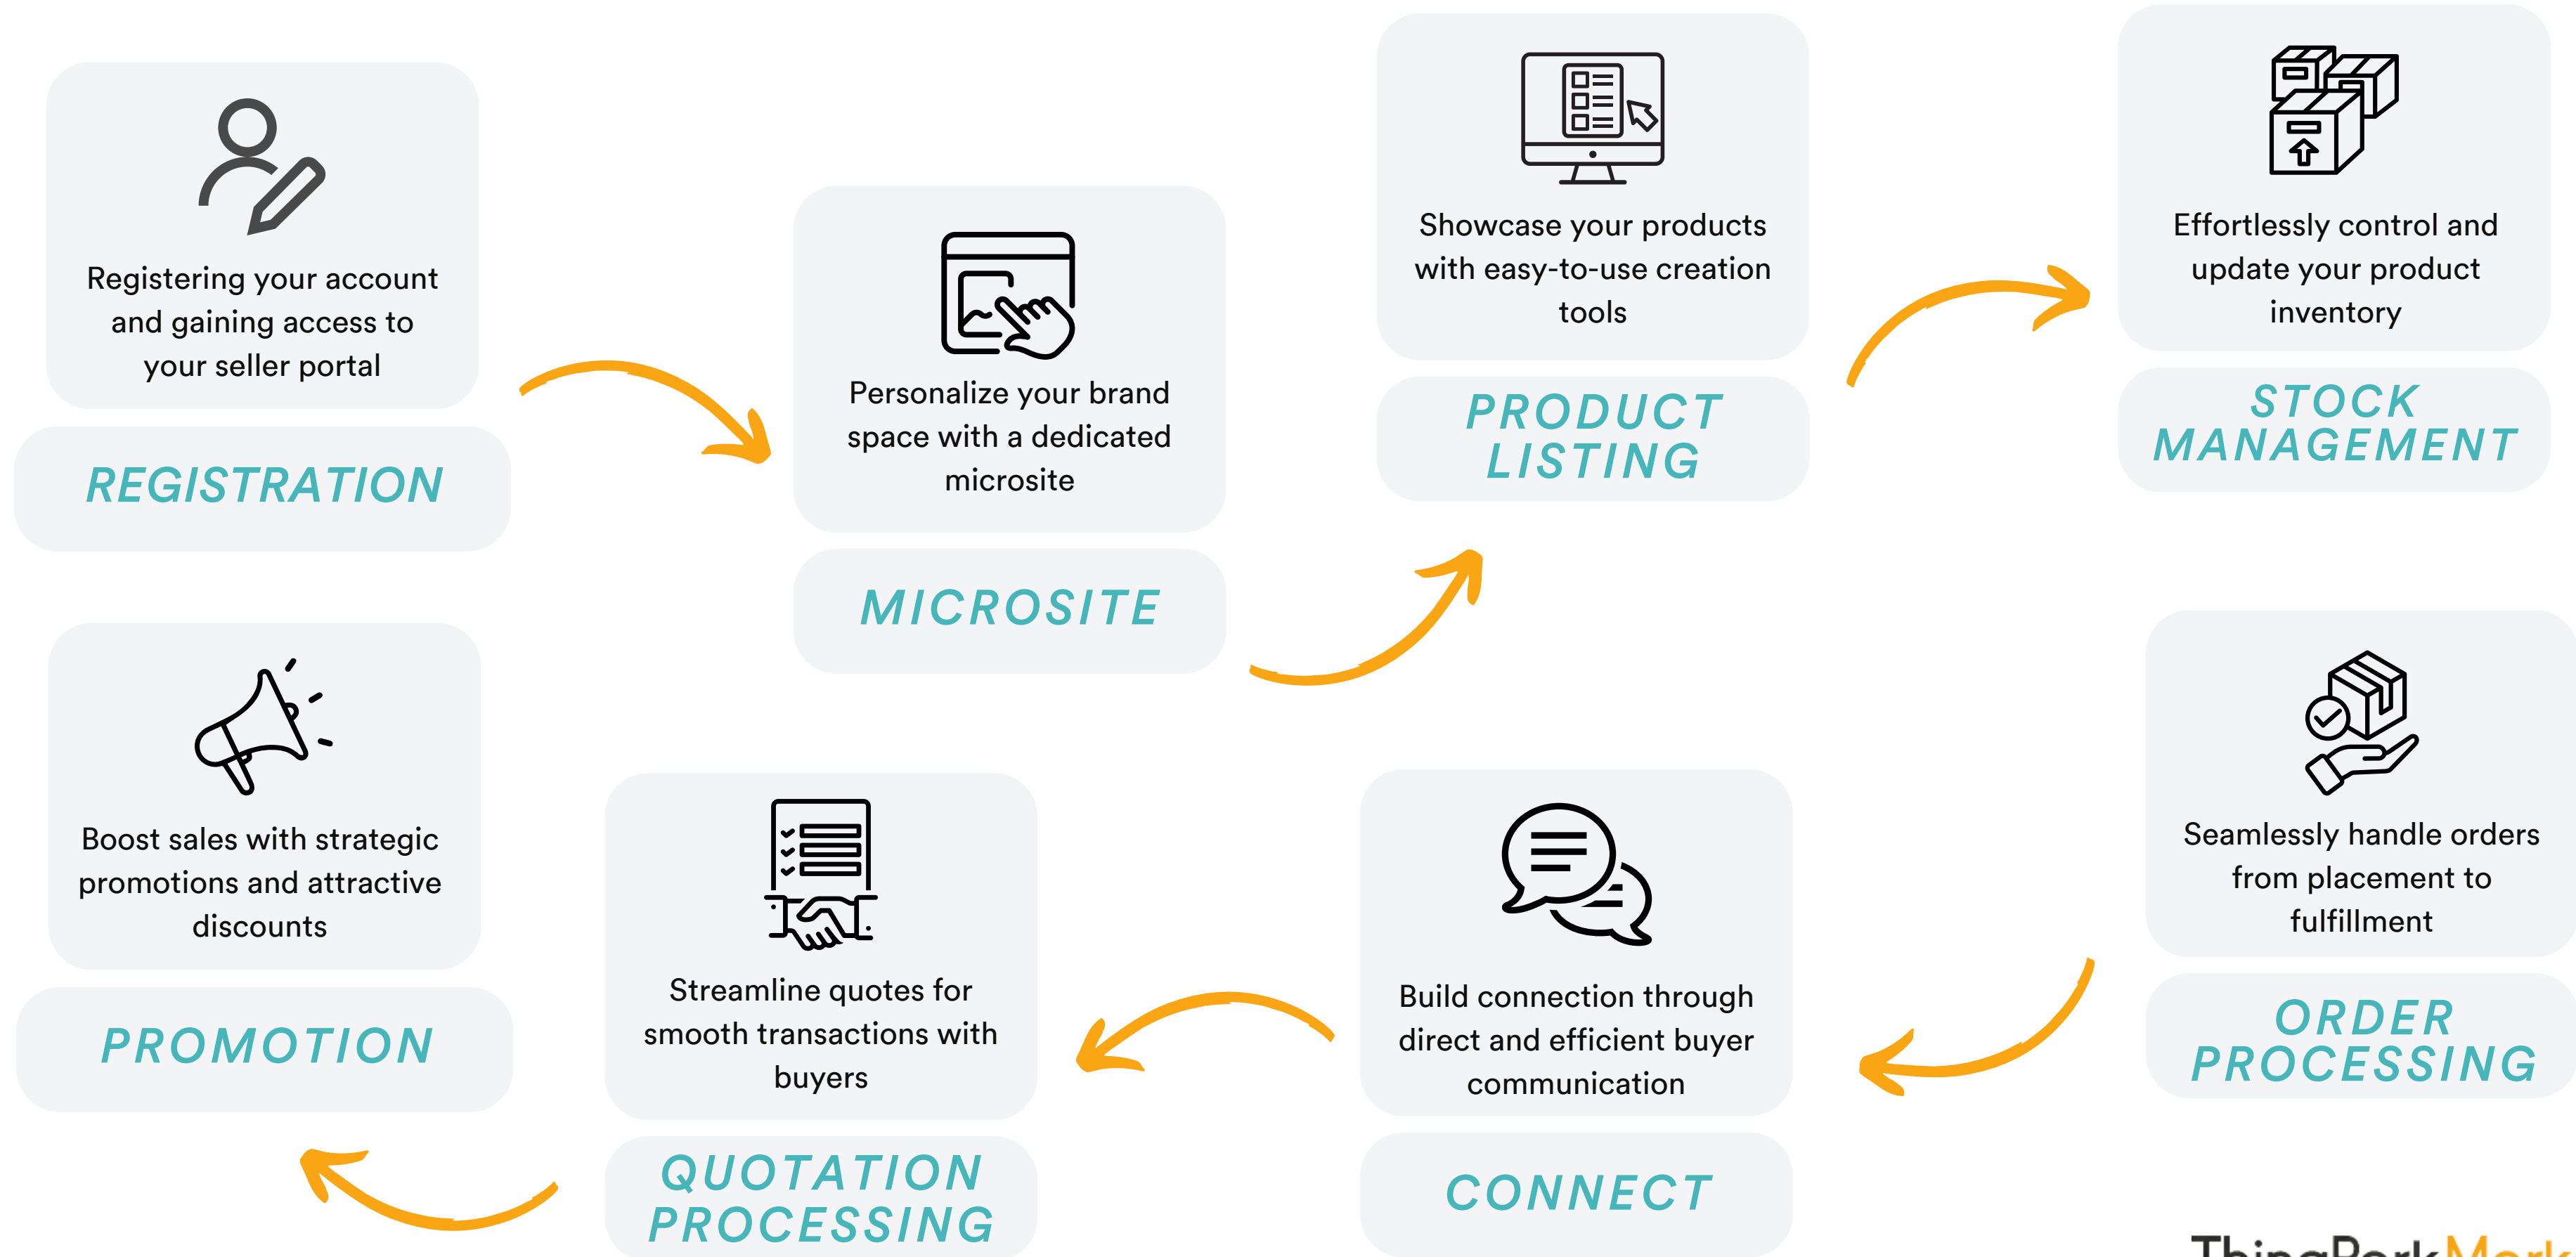 Registering your account
and gaining access to
your seller portal
REGISTRATION
Personalize your brand
space with a dedicated
microsite
MICROSITE
Showcase your products
with easy-to-use creation
tools
PRODUCT
LISTING
Effortlessly control and
update your product
inventory
STOCK
MANAGEMENT
Seamlessly handle orders
from placement to
fulfillment
ORDER
PROCESSING
Build connection through
direct and efficient buyer
communication
CONNECT
Streamline quotes for
smooth transactions with
buyers
QUOTATION
PROCESSING
Boost sales with strategic
promotions and attractive
discounts
PROMOTION
ThingPark